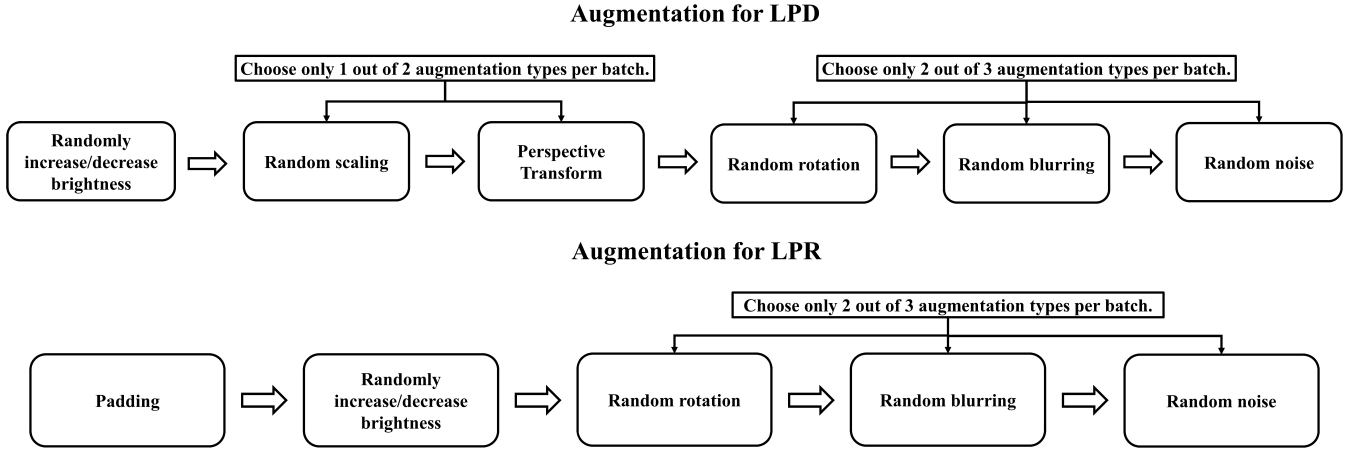 Augmentation for LPD
Choose only 1 out of 2 augmentation types per batch.
Choose only 2 out of 3 augmentation types per batch.
Randomly
increase/decrease
brightness
Random scaling
Perspective
Transform
Random rotation
Random blurring
Random noise
Augmentation for LPR
Choose only 2 out of 3 augmentation types per batch.
Padding
Randomly
increase/decrease
brightness
Random rotation
Random blurring
Random noise